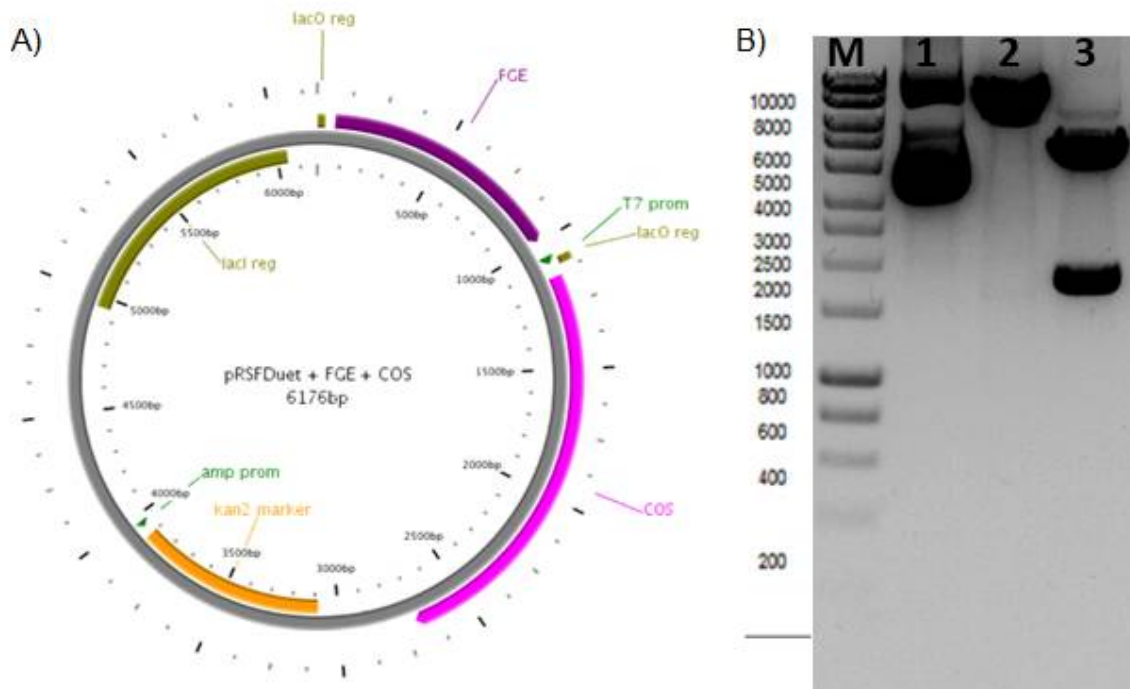 A)
lacO reg
FGE
T7 prom
lacO reg
6000bp
500bp
5500bp
lacI reg
1000bp
5000bp
pRSFDuet + FGE + COS
6176bp
1500bp
4500bp
amp prom
4000bp
kan2 marker
2000bp
COS
3500bp
2500bp
3000bp
B)
M 1 2 3
10000
8000
6000
5000
4000
3000
2500
2000
1500
1000
800
600
400
200